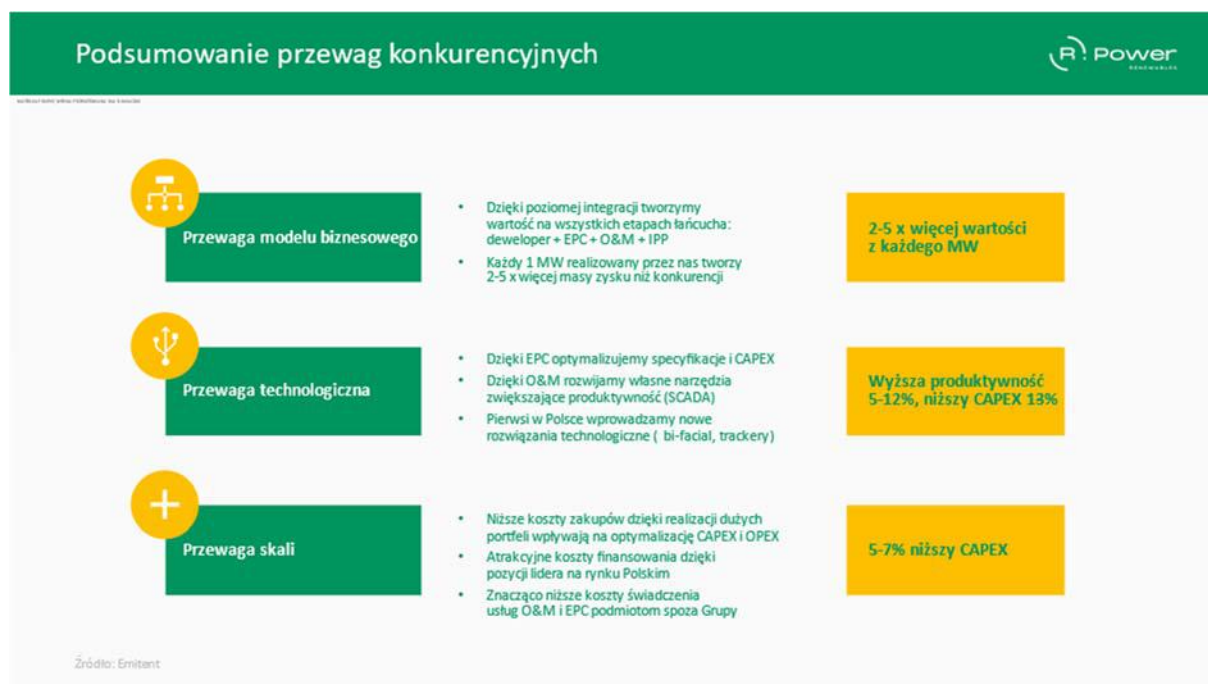 Podsumowanie przewag konkurencyjnych
R Power
RENEWABLES
Przewaga modelu biznesowego
• Dzięki poziomej integracji tworzymy
wartość na wszystkich etapach łańcucha:
deweloper + EPC + O&M + IPP
• Każdy 1 MW realizowany przez nas tworzy
2-5 x więcej masy zysku niż konkurencji
2-5 x więcej wartości
z każdego MW
Przewaga technologiczna
• Dzięki EPC optymalizujemy specyfikacje i CAPEX
• Dzięki O&M rozwijamy własne narzędzia
zwiększające produktywność (SCADA)
• Pierwsi w Polsce wprowadzamy nowe
rozwiązania technologiczne ( bi-facial, trackery)
Wyższa produktywność
5-12%, niższy CAPEX 13%
Przewaga skali
• Niższe koszty zakupów dzięki realizacji dużych
portfeli wpływają na optymalizację CAPEX i OPEX
• Atrakcyjne koszty finansowania dzięki
pozycji lidera na rynku Polskim
• Znacząco niższe koszty świadczenia
usług O&M i EPC podmiotom spoza Grupy
5-7% niższy CAPEX
Źródło: Emitent